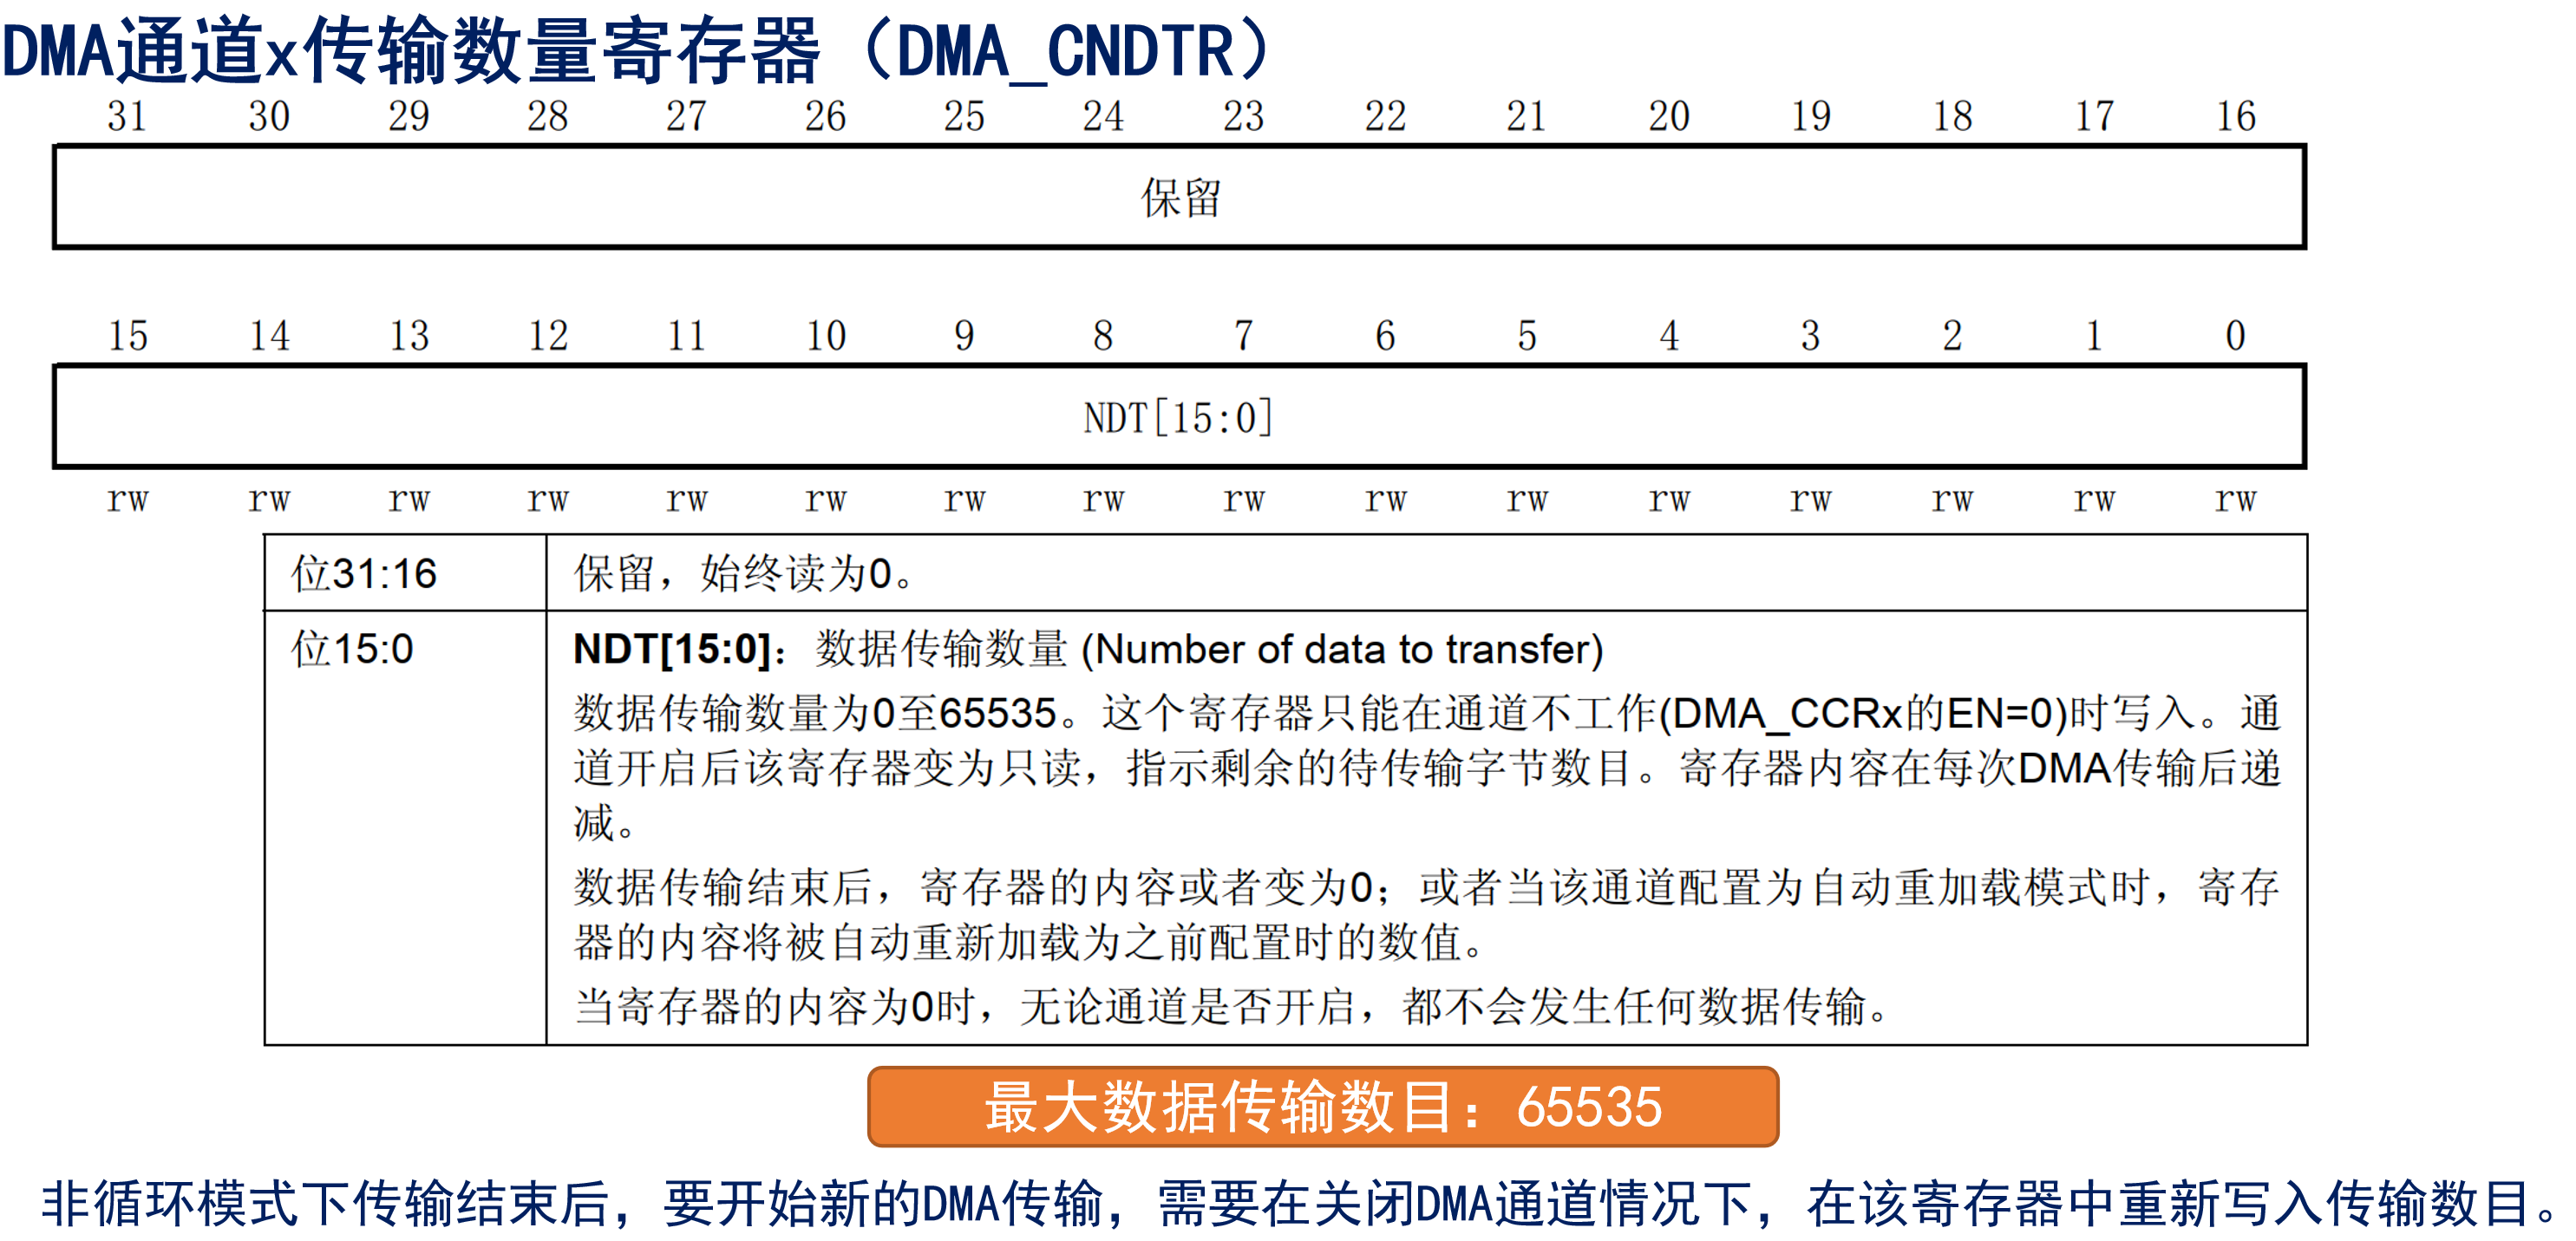 DMA通道x传输数量寄存器（DMA_CNDTR）
31 30 29 28 27 26 25 24 23 22 21 20 19 18 17 16
保留
15 14 13 12 11 10 9 8 7 6 5 4 3 2 1 0
NDT[15:0]
rw rw rw rw rw rw rw rw rw rw rw rw rw rw rw rw
位31:16 保留，始终读为0。
位15:0 NDT[15:0]：数据传输数量 (Number of data to transfer)
数据传输数量为0至65535。这个寄存器只能在通道不工作(DMA_CCRx的EN=0)时写入。通
道开启后该寄存器变为只读，指示剩余的待传输字节数目。寄存器内容在每次DMA传输后递
减。
数据传输结束后，寄存器的内容或者变为0；或者当该通道配置为自动重加载模式时，寄存
器的内容将被自动重新加载为之前配置时的数值。
当寄存器的内容为0时，无论通道是否开启，都不会发生任何数据传输。
最大数据传输数目：65535
非循环模式下传输结束后，要开始新的DMA传输，需要在关闭DMA通道情况下，在该寄存器中重新写入传输数目。